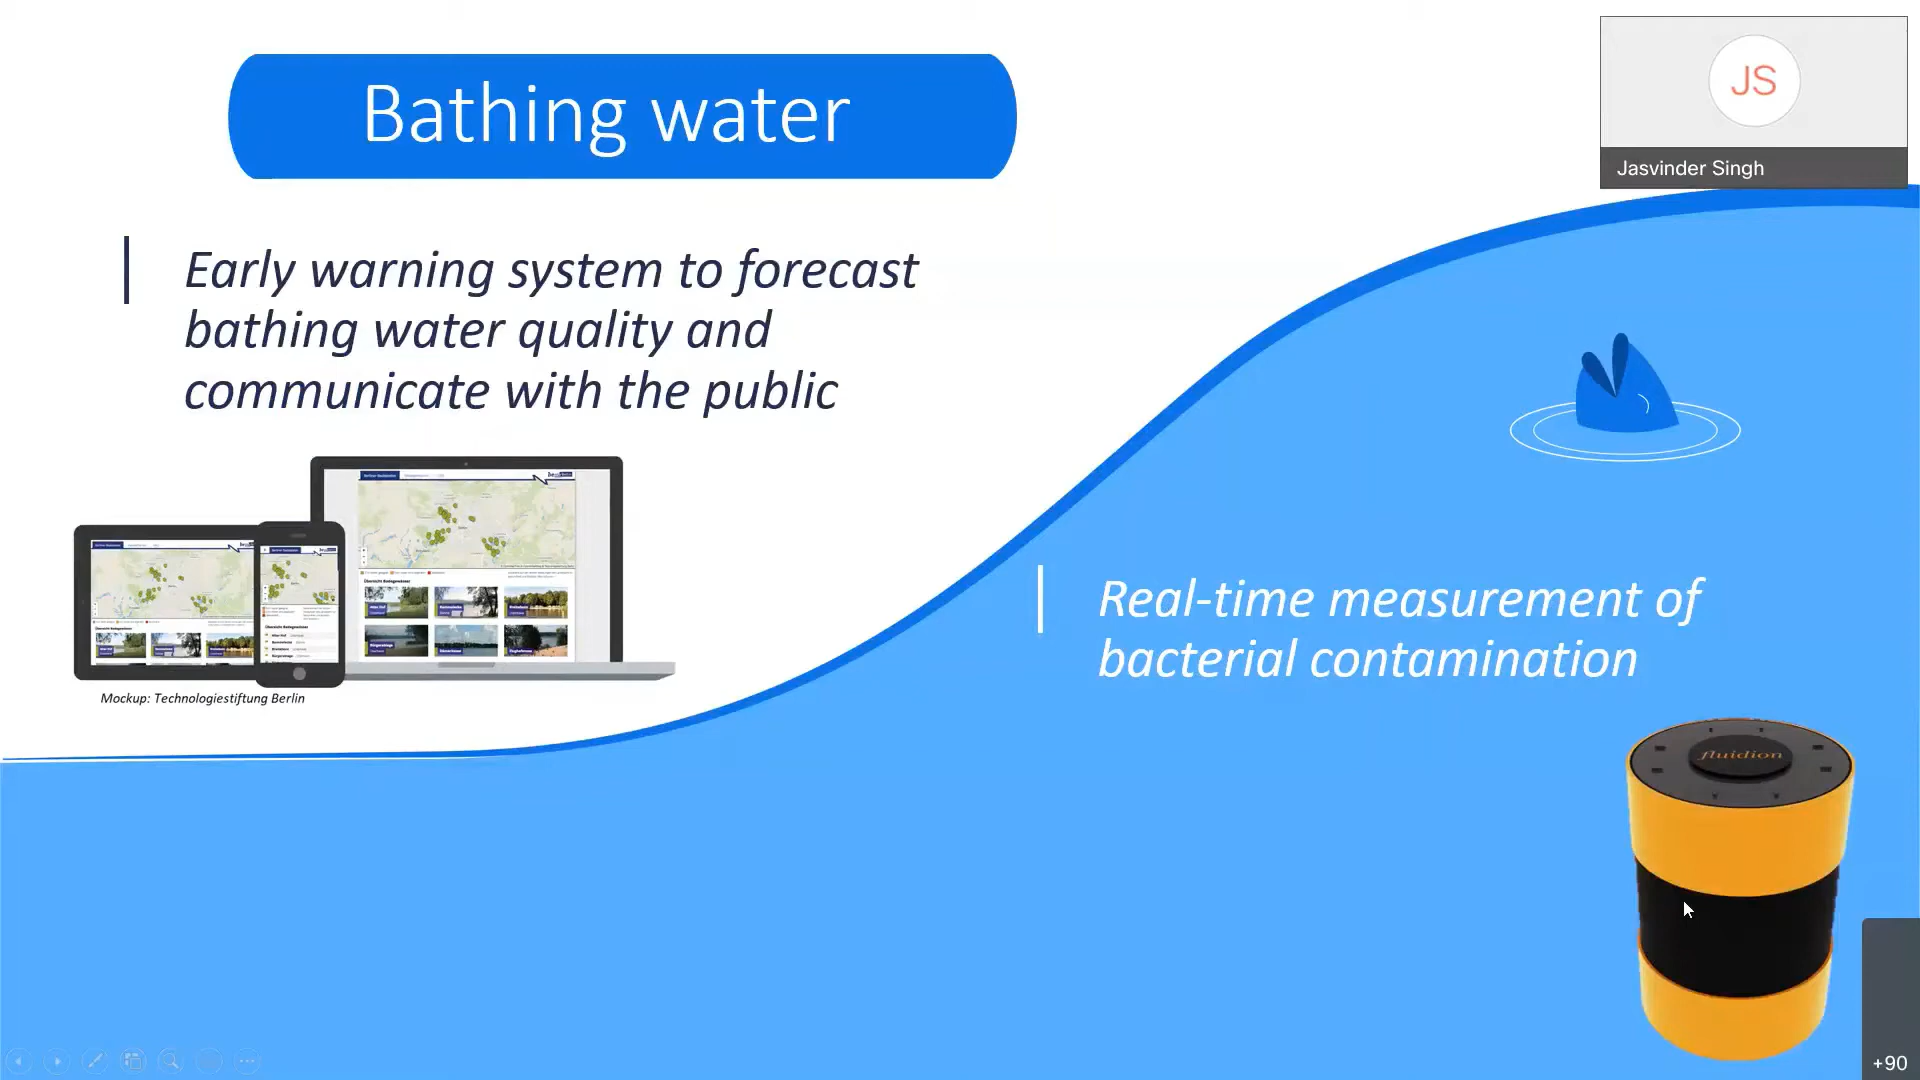 Bathing water
JS
Jasvinder Singh
Early warning system to forecast
bathing water quality and
communicate with the public
Mockup: Technologiestiftung Berlin
Real-time measurement of
bacterial contamination
fluidion
+90